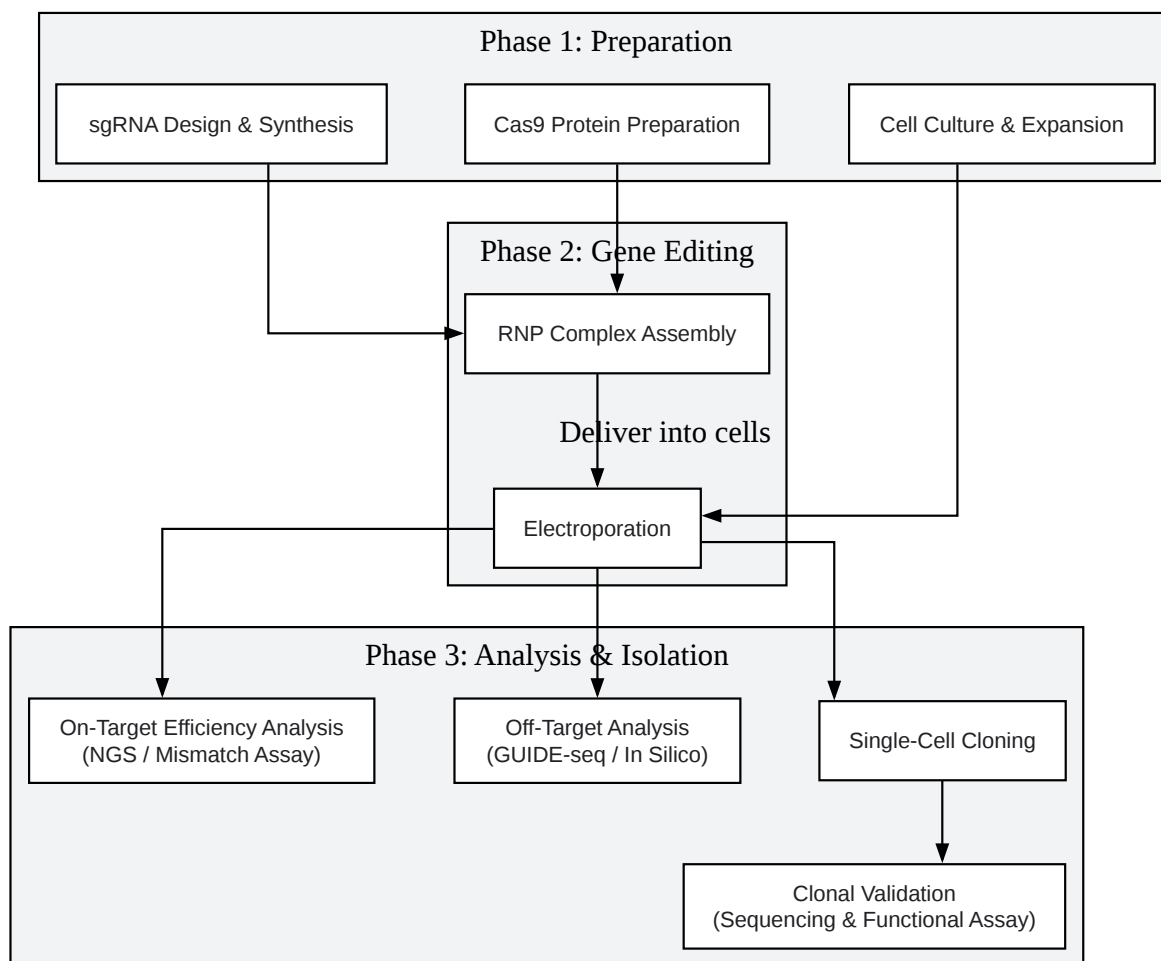 Phase 1: Preparation
sgRNA Design & Synthesis
Cas9 Protein Preparation
Cell Culture & Expansion
Phase 2: Gene Editing
RNP Complex Assembly
Deliver into cells
Electroporation
Phase 3: Analysis & Isolation
On-Target Efficiency Analysis
(NGS / Mismatch Assay)
Off-Target Analysis
(GUIDE-seq / In Silico)
Single-Cell Cloning
Clonal Validation
(Sequencing & Functional Assay)